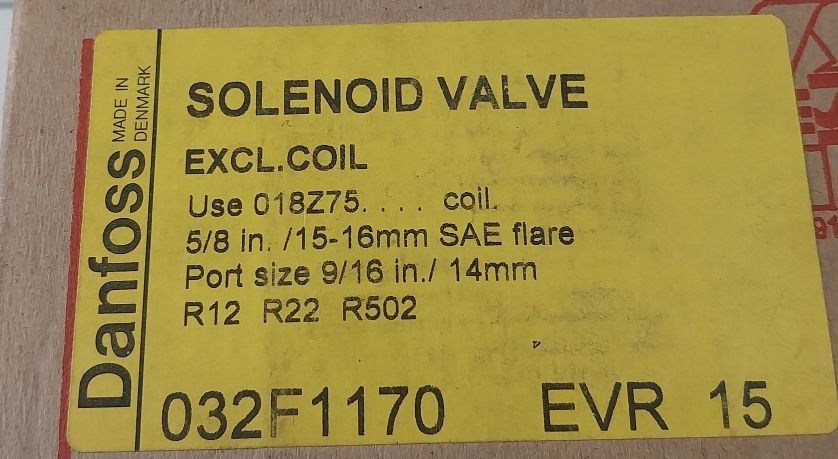 Danfoss
MADE IN
DENMARK
SOLENOID VALVE
EXCL.COIL
Use 018Z75. . . . coil.
5/8 in. /15-16mm SAE flare
Port size 9/16 in./ 14mm
R12 R22 R502
032F1170 EVR 15